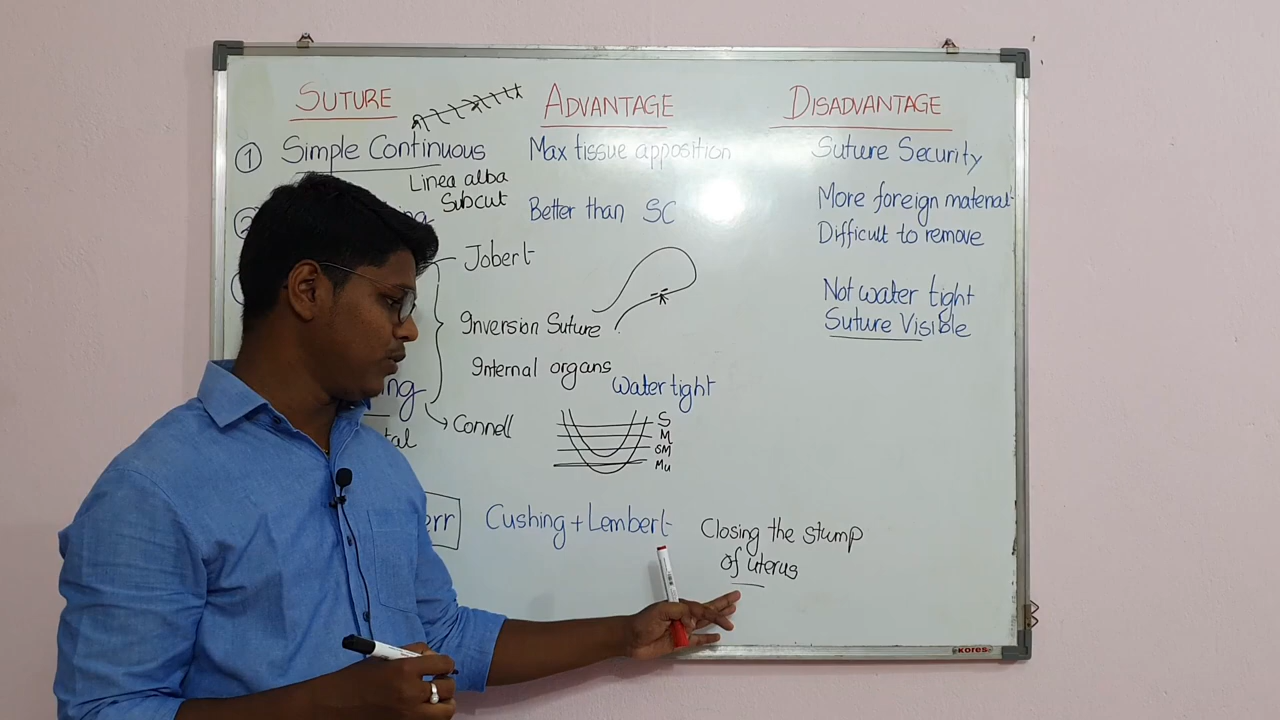 SUTURE
ADVANTAGE
DISADVANTAGE
1 Simple Continuous
Max tissue apposition
Suture Security
Linea alba
Subcut
2
Better than SC
More foreign material
Difficult to remove
Jobert
Inversion Suture
Not water tight
Suture Visible
Internal organs
Water tight
Connell
S
M
SM
Mu
Cushing + Lembert
Closing the stump
of uterus
KORES